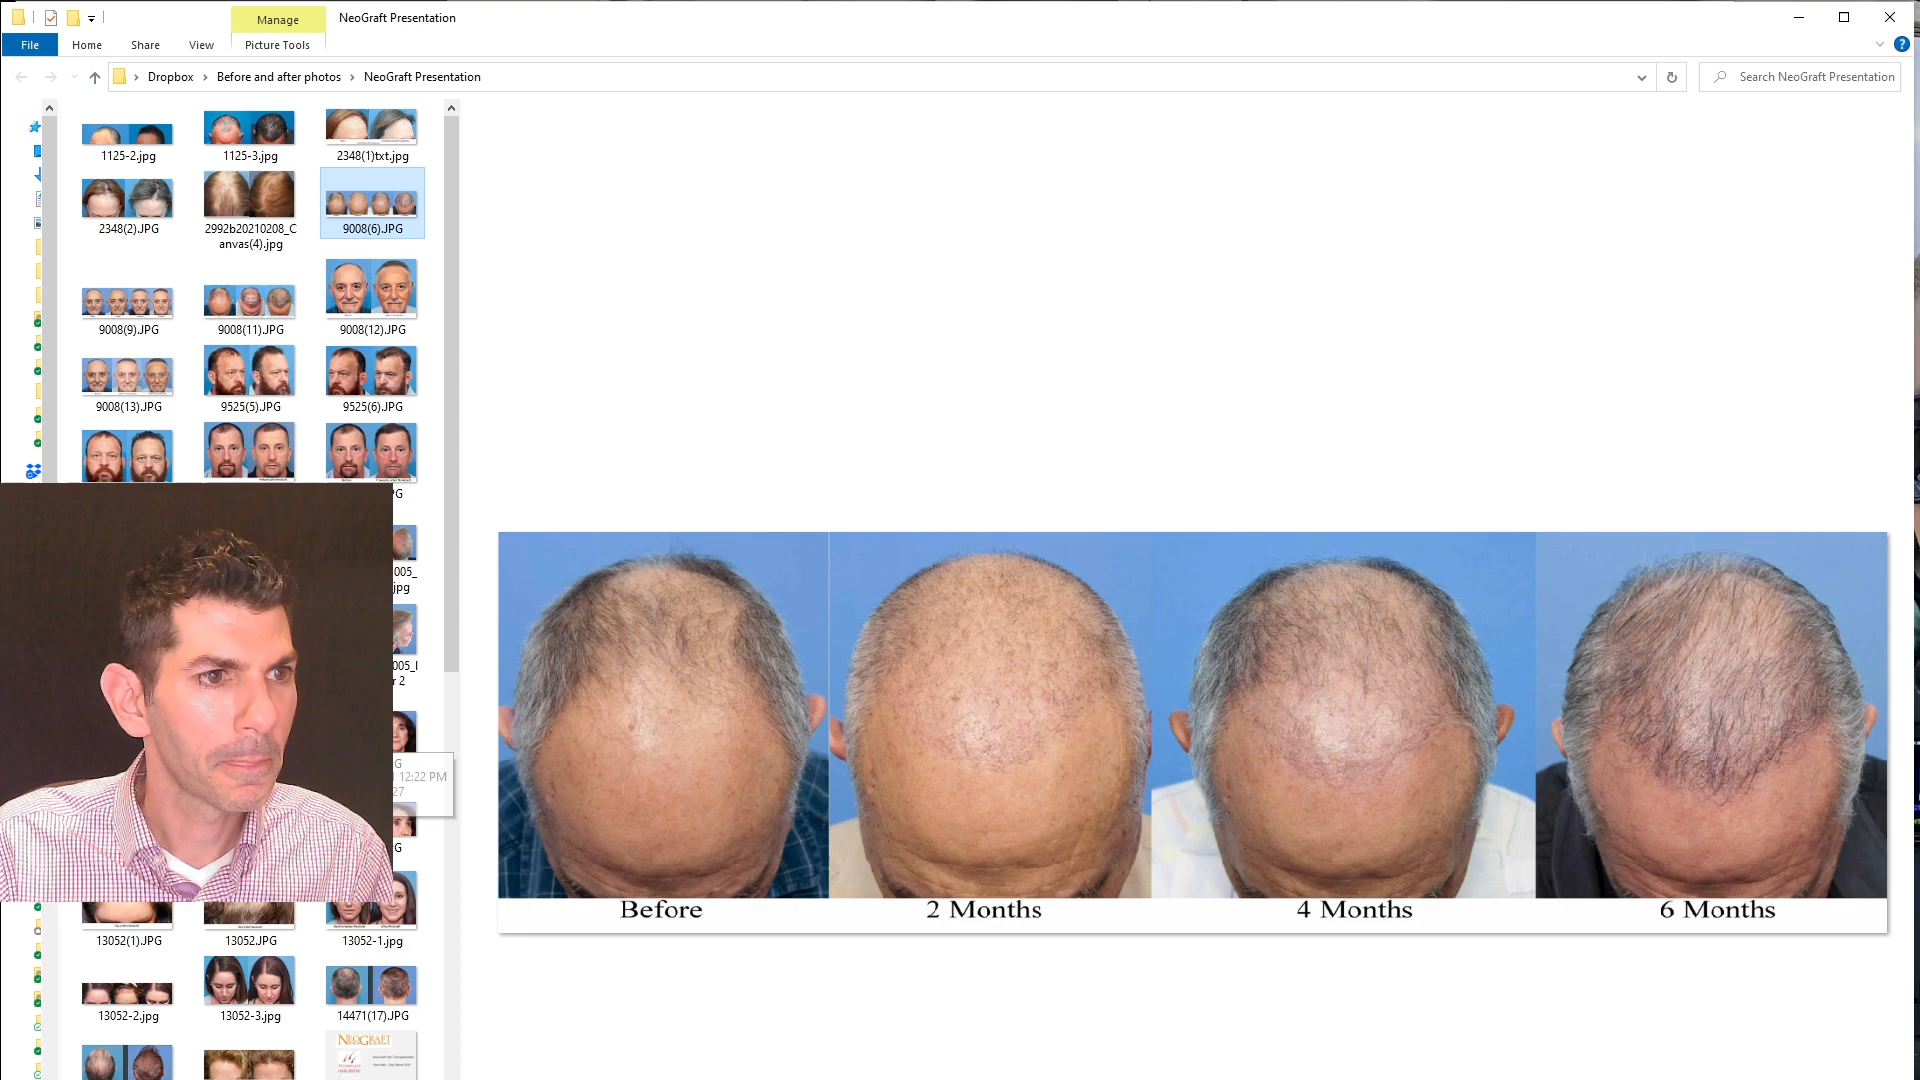 Manage
NeoGraft Presentation
File
Home
Share
View
Picture Tools
Dropbox
Before and after photos
NeoGraft Presentation
Search NeoGraft Presentation
1125-2.jpg
1125-3.jpg
2348(1)txt.jpg
2348(2).JPG
2992b20210208_C
anvas(4).jpg
9008(6).JPG
9008(9).JPG
9008(11).JPG
9008(12).JPG
9008(13).JPG
9525(5).JPG
9525(6).JPG
G
005_
jpg
r 2
G
12:22 PM
27
G
13052(1).JPG
13052.JPG
13052-1.jpg
13052-2.jpg
13052-3.jpg
14471(17).JPG
NEOGRAFT
Before
2 Months
4 Months
6 Months